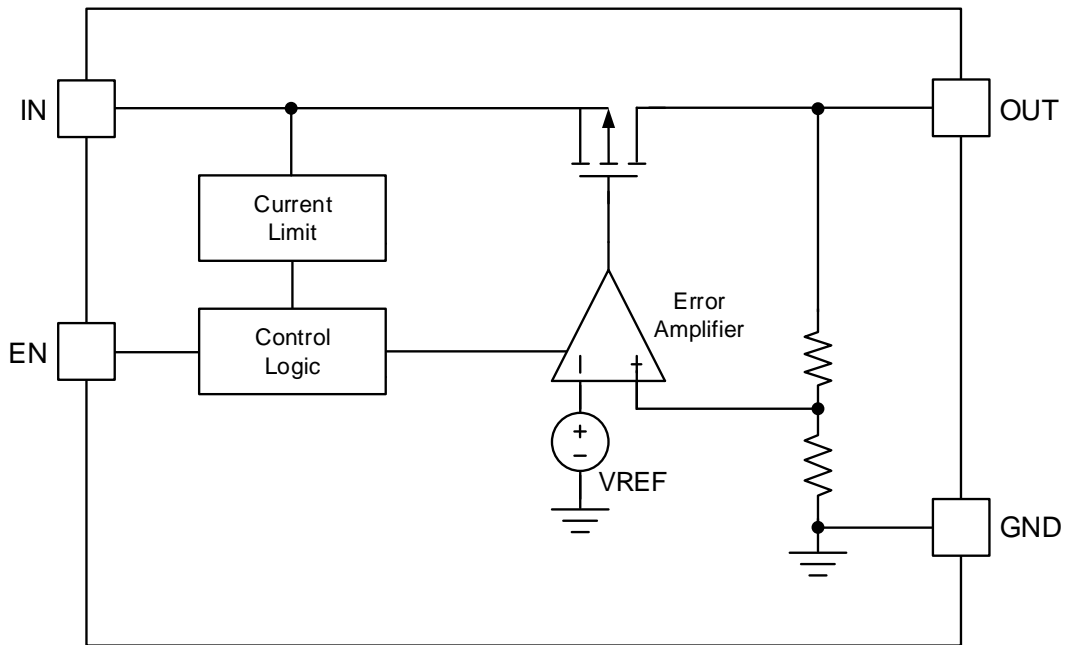 IN
OUT
Current
Limit
Error
Amplifier
EN
Control
Logic
− +
+
−
VREF
GND